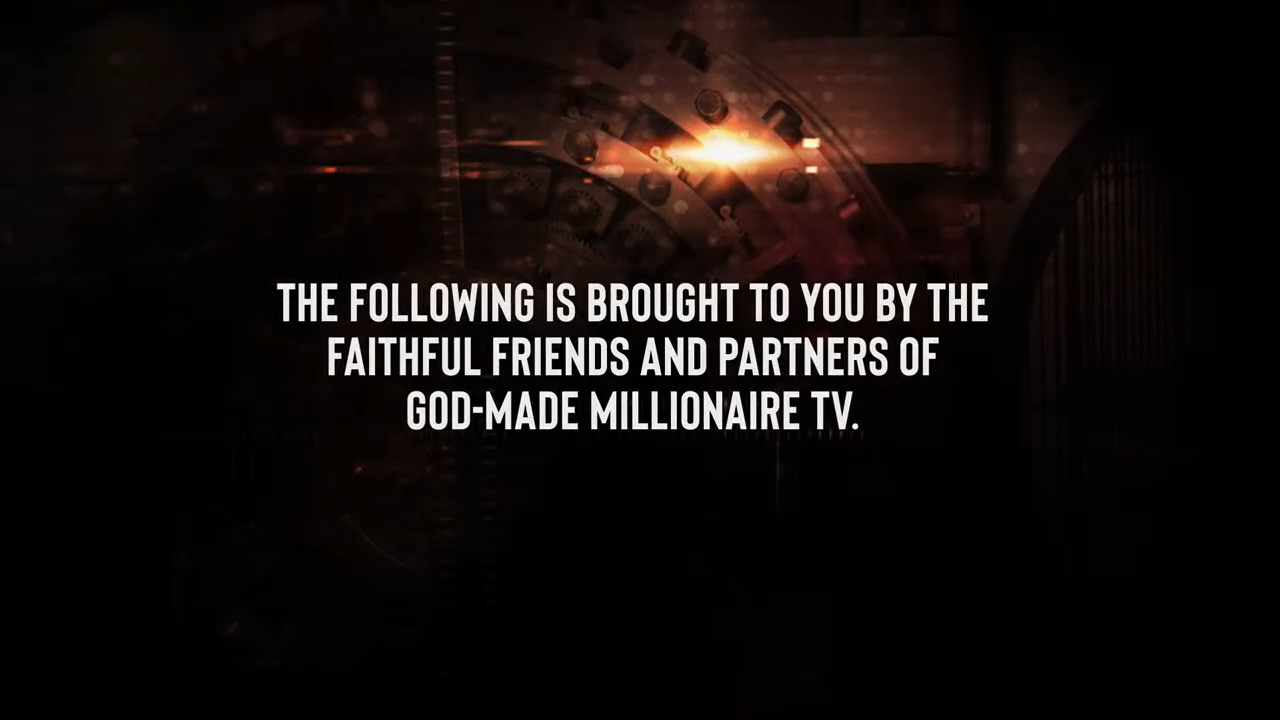 THE FOLLOWING IS BROUGHT TO YOU BY THE
FAITHFUL FRIENDS AND PARTNERS OF
GOD-MADE MILLIONAIRE TV.